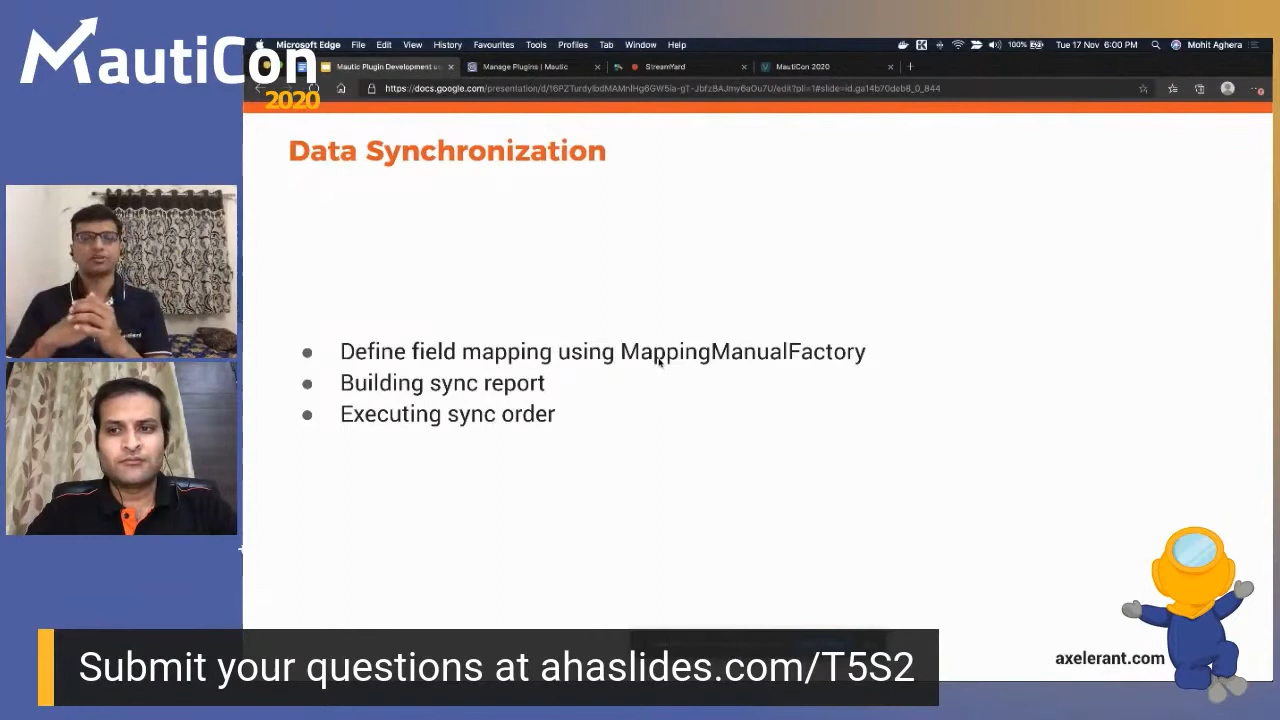 MautiCon
2020
Microsoft Edge File Edit View History Favourites Tools Profiles Tab Window Help
100% Tue 17 Nov 6:00 PM Mohit Aghera
Mautic Plugin Development us
Manage Plugins | Mautic
StreamYard
MautiCon 2020
Data Synchronization
Define field mapping using MappingManualFactory
Building sync report
Executing sync order
axelerant.com
Submit your questions at ahaslides.com/T5S2